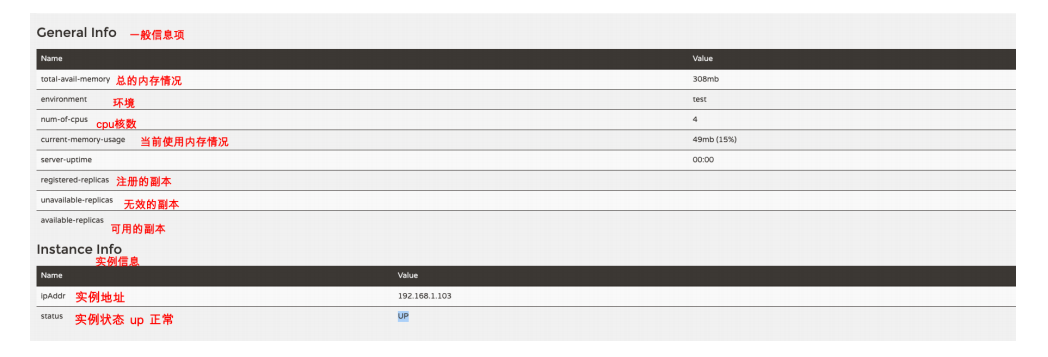 General Info 一般信息项
Name Value
total-avail-memory 总的内存情况 308mb
environment 环境 test
num-of-cpus cpu核数 4
current-memory-usage 当前使用内存情况 49mb (15%)
server-uptime 00:00
registered-replicas 注册的副本
unavailable-replicas 无效的副本
available-replicas 可用的副本
Instance Info 实例信息
Name Value
ipAddr 实例地址 192.168.1.103
status 实例状态 up 正常 UP